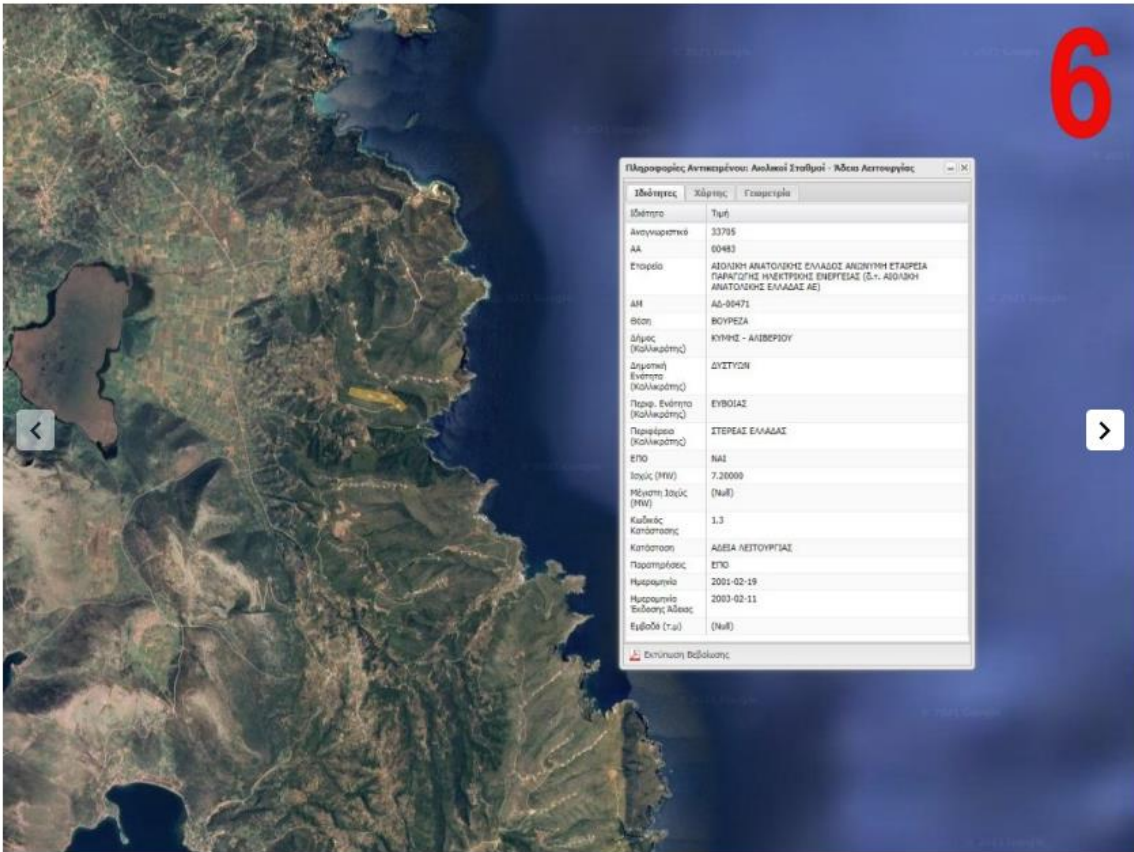 6
Πληροφορίες Αντικειμένου: Αιολικοί Σταθμοί - Άδεια Λειτουργίας
Ιδιότητες Χάρτης Γεωμετρία
Ιδιότητα Τιμή
Αναγνωριστικό 33705
ΑΑ 00483
Εταιρεία ΑΙΟΛΙΚΗ ΑΝΑΤΟΛΙΚΗΣ ΕΛΛΑΔΟΣ ΑΝΩΝΥΜΗ ΕΤΑΙΡΕΙΑ
ΠΑΡΑΓΩΓΗΣ ΗΛΕΚΤΡΙΚΗΣ ΕΝΕΡΓΕΙΑΣ (δ.τ. ΑΙΟΛΙΚΗ
ΑΝΑΤΟΛΙΚΗΣ ΕΛΛΑΔΑΣ ΑΕ)
ΑΜ ΑΔ-00471
Θέση ΒΟΥΡΕΖΑ
Δήμος
(Καλλικράτης) ΚΥΜΗΣ - ΑΛΙΒΕΡΙΟΥ
Δημοτική
Ενότητα
(Καλλικράτης) ΔΥΣΤΥΩΝ
Περιφ. Ενότητα
(Καλλικράτης) ΕΥΒΟΙΑΣ
Περιφέρεια
(Καλλικράτης) ΣΤΕΡΕΑΣ ΕΛΛΑΔΑΣ
ΕΠΟ ΝΑΙ
Ισχύς (MW) 7.20000
Μέγιστη Ισχύς
(MW) (Null)
Κωδικός
Κατάστασης 1.3
Κατάσταση ΑΔΕΙΑ ΛΕΙΤΟΥΡΓΙΑΣ
Παρατηρήσεις ΕΠΟ
Ημερομηνία 2001-02-19
Ημερομηνία
Έκδοσης Άδειας 2003-02-11
Εμβαδό (τ.μ) (Null)
Εκτύπωση Βεβαίωσης